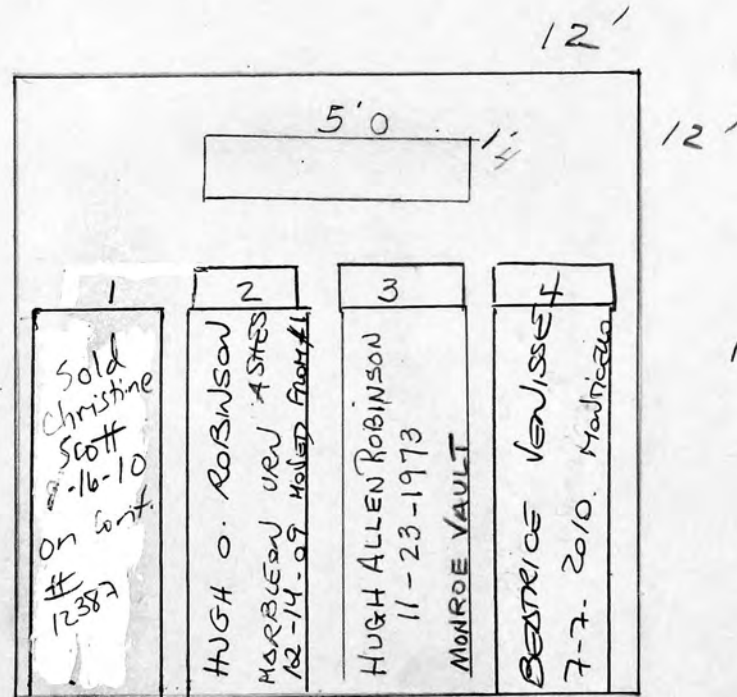 12'
5'0
1'4
12'
1
Sold
Christine
Scott
-16-10
on cont
#
12387
2
HUGH O. ROBINSON
MARBLEON URN ASHES
12-14-09 MOVED FROM #1
3
HUGH ALLEN ROBINSON
11-23-1973
MONROE VAULT
4
BEATRICE VENISSE
7-7-2010. Monticello